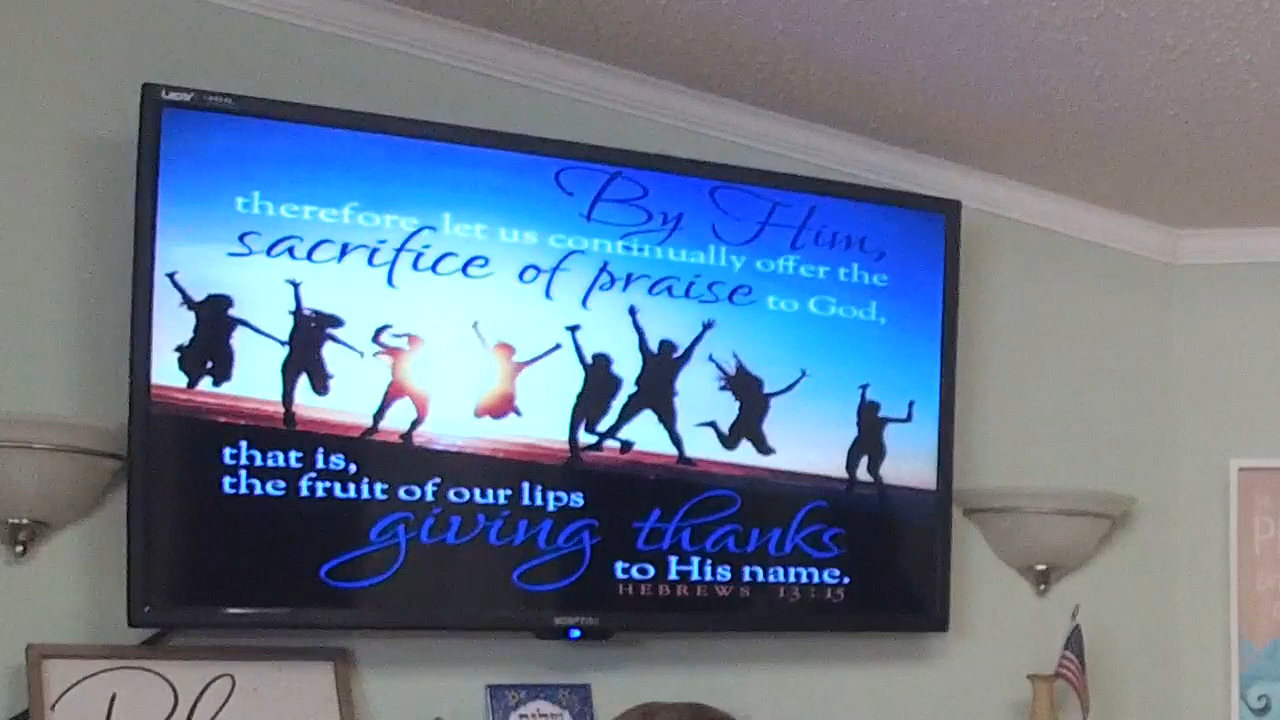 By Him,
therefore let us continually offer the
sacrifice of praise to God,
that is,
the fruit of our lips
giving thanks
to His name.
HEBREWS 13:15
SCEPTRE